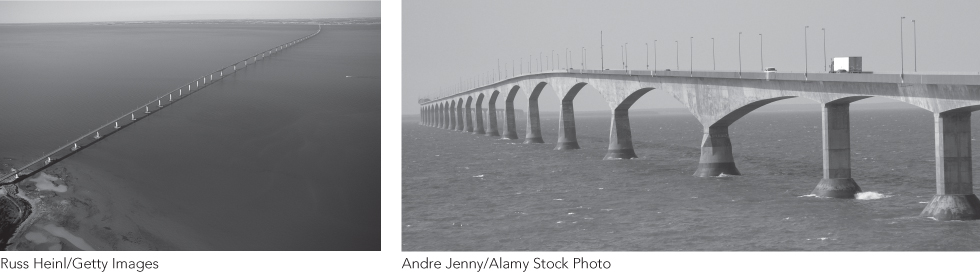 Russ Heinl/Getty Images
Andre Jenny/Alamy Stock Photo